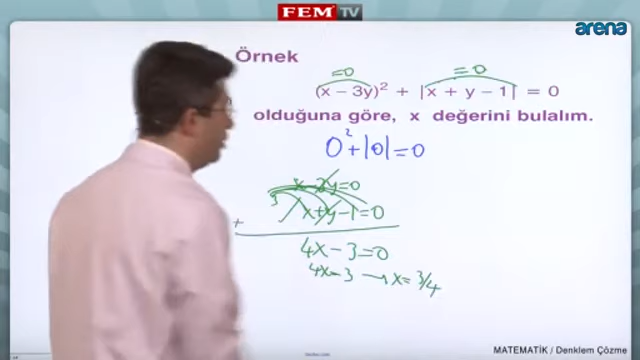 FEM TV
arena
Örnek
=0 =0
(x – 3y)² + |x + y – 1| = 0
olduğuna göre, x değerini bulalım.
0² + |0| = 0
x – 3y = 0
3 / x + y – 1 = 0
+
4x – 3 = 0
4x = 3 → x = 3/4
MATEMATİK / Denklem Çözme